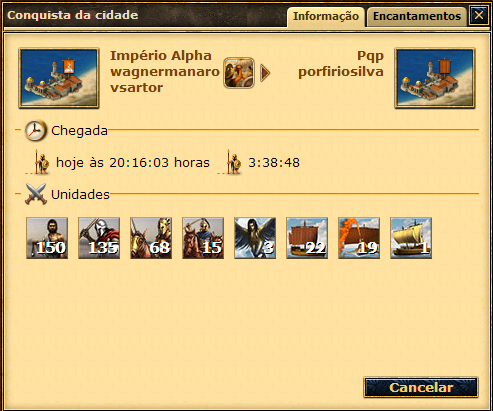 Conquista da cidade
Informação
Encantamentos
Império Alpha
wagnermanaro
vsartor
Pqp
porfiriosilva
Chegada
hoje às 20:16:03 horas
3:38:48
Unidades
150 135 68 15 3 22 19 1
Cancelar